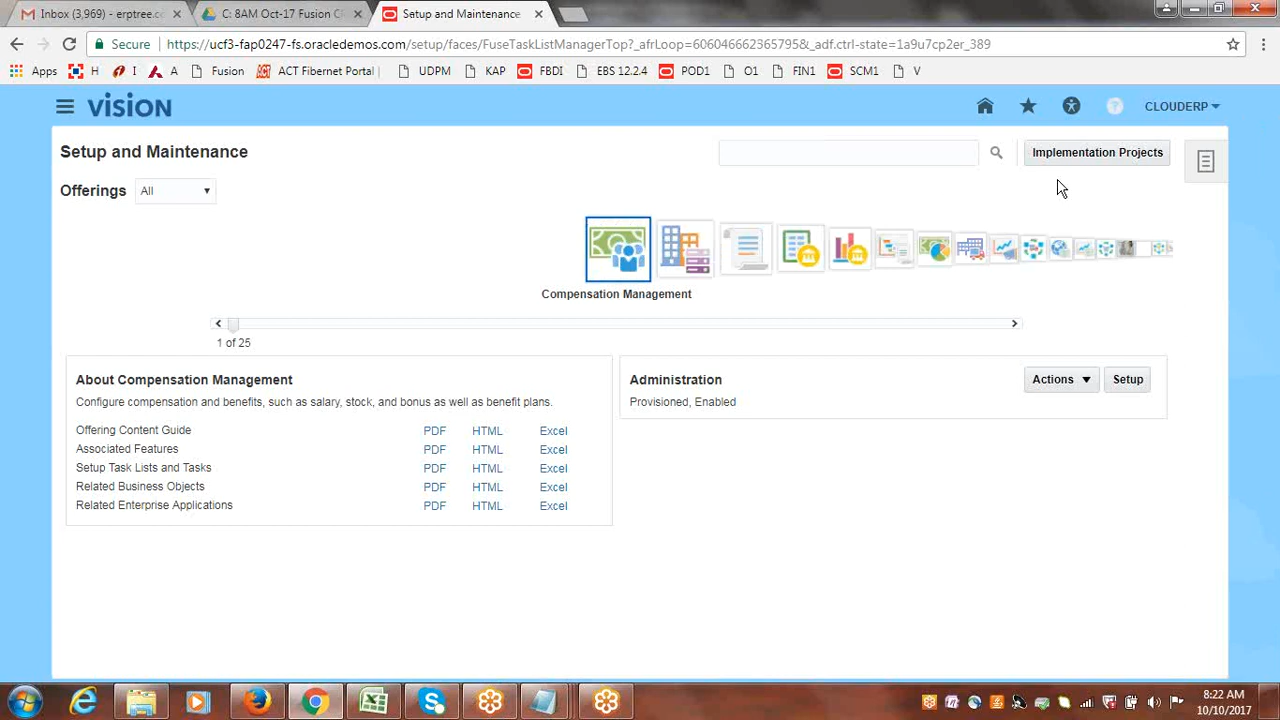 Inbox (3,969) - erptree.c
C: 8AM Oct-17 Fusion C
Setup and Maintenance
Secure
https://ucf3-fap0247-fs.oracledemos.com/setup/faces/FuseTaskListManagerTop?_afrLoop=6060466623657​95&_adf.ctrl-state=1a9u7cp2er_389
Apps H I A Fusion ACT Fibernet Portal UDPM KAP FBDI EBS 12.2.4 POD1 O1 FIN1 SCM1 V
VISION
CLOUDERP
Setup and Maintenance
Implementation Projects
Offerings All
Compensation Management
1 of 25
About Compensation Management
Configure compensation and benefits, such as salary, stock, and bonus as well as benefit plans.
Offering Content Guide PDF HTML Excel
Associated Features PDF HTML Excel
Setup Task Lists and Tasks PDF HTML Excel
Related Business Objects PDF HTML Excel
Related Enterprise Applications PDF HTML Excel
Administration
Actions
Setup
Provisioned, Enabled
8:22 AM
10/10/2017